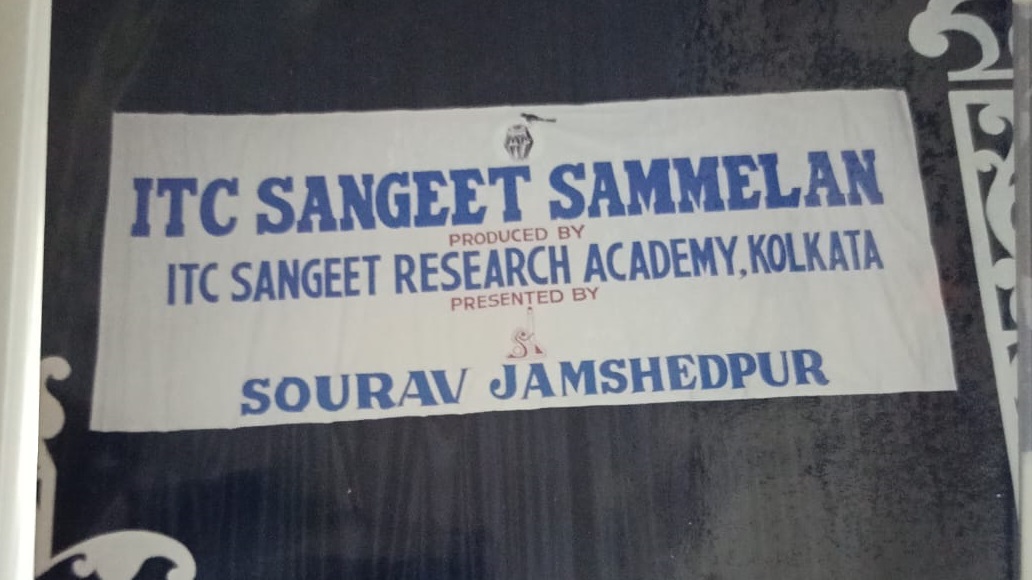 ITC SANGEET SAMMELAN
PRODUCED BY
ITC SANGEET RESEARCH ACADEMY, KOLKATA
PRESENTED BY
SOURAV JAMSHEDPUR